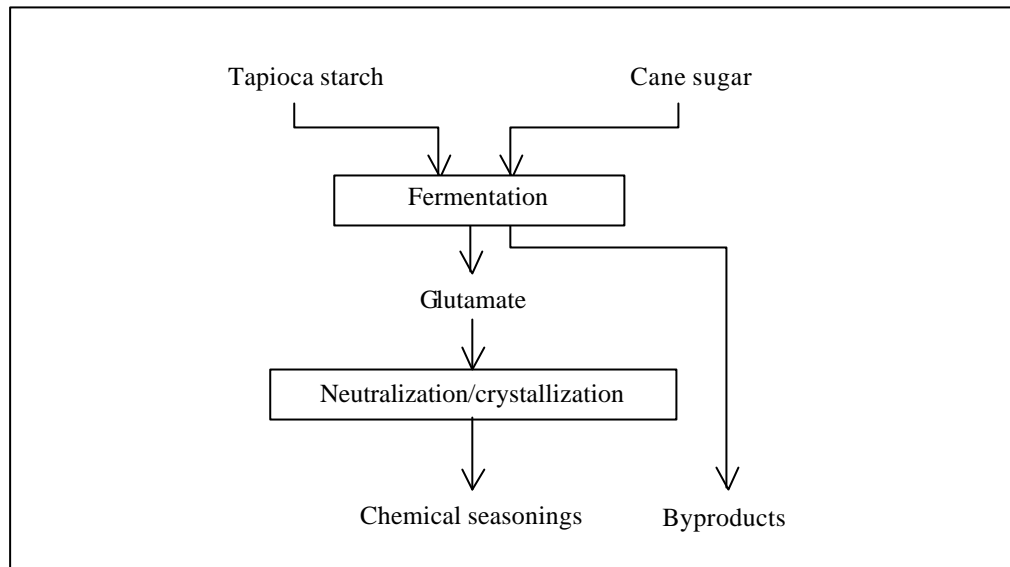 Tapioca starch
Cane sugar
Fermentation
Glutamate
Neutralization/crystallization
Chemical seasonings
Byproducts